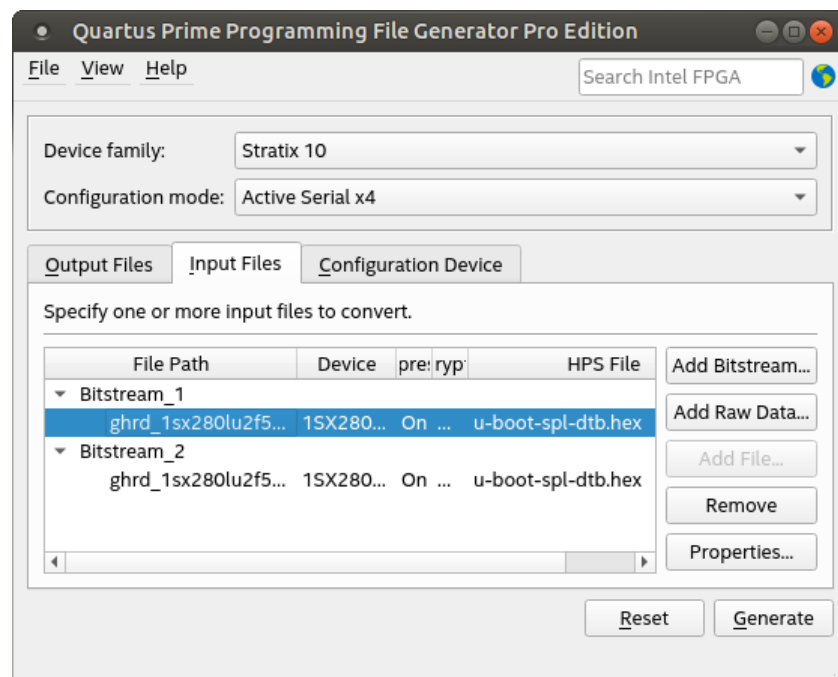 Quartus Prime Programming File Generator Pro Edition
File View Help Search Intel FPGA
Device family: Stratix 10
Configuration mode: Active Serial x4
Output Files Input Files Configuration Device
Specify one or more input files to convert.
File Path Device pre: ryp HPS File
Add Bitstream...
Bitstream_1
ghrd_1sx280lu2f5... 1SX280... On ... u-boot-spl-dtb.hex
Add Raw Data...
Bitstream_2
Add File...
ghrd_1sx280lu2f5... 1SX280... On ... u-boot-spl-dtb.hex
Remove
Properties...
Reset Generate